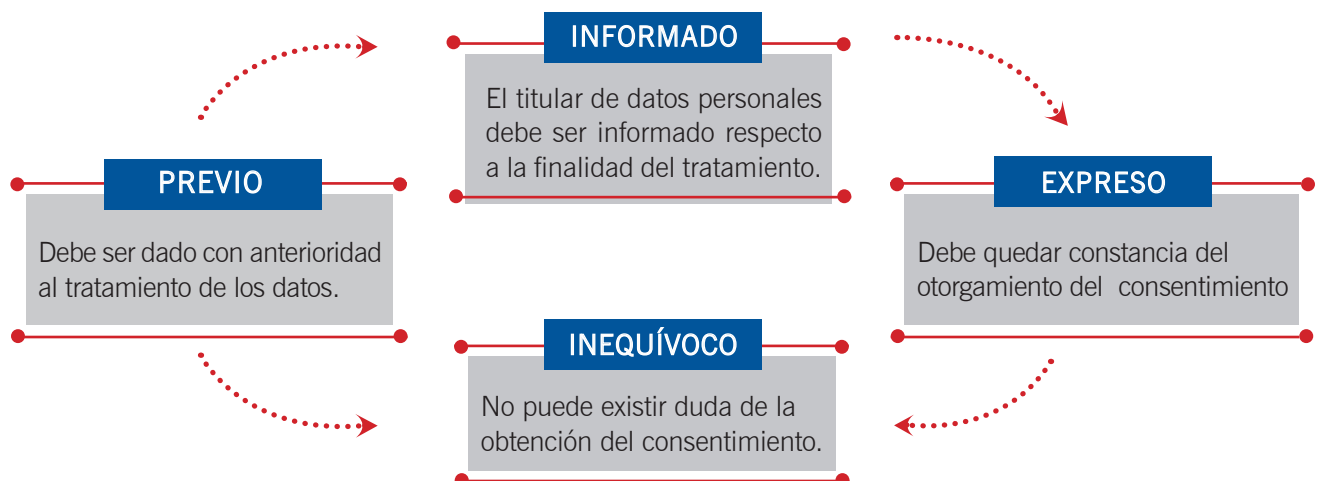 PREVIO
Debe ser dado con anterioridad
al tratamiento de los datos.
INFORMADO
El titular de datos personales
debe ser informado respecto
a la finalidad del tratamiento.
EXPRESO
Debe quedar constancia del
otorgamiento del consentimiento
INEQUÍVOCO
No puede existir duda de la
obtención del consentimiento.